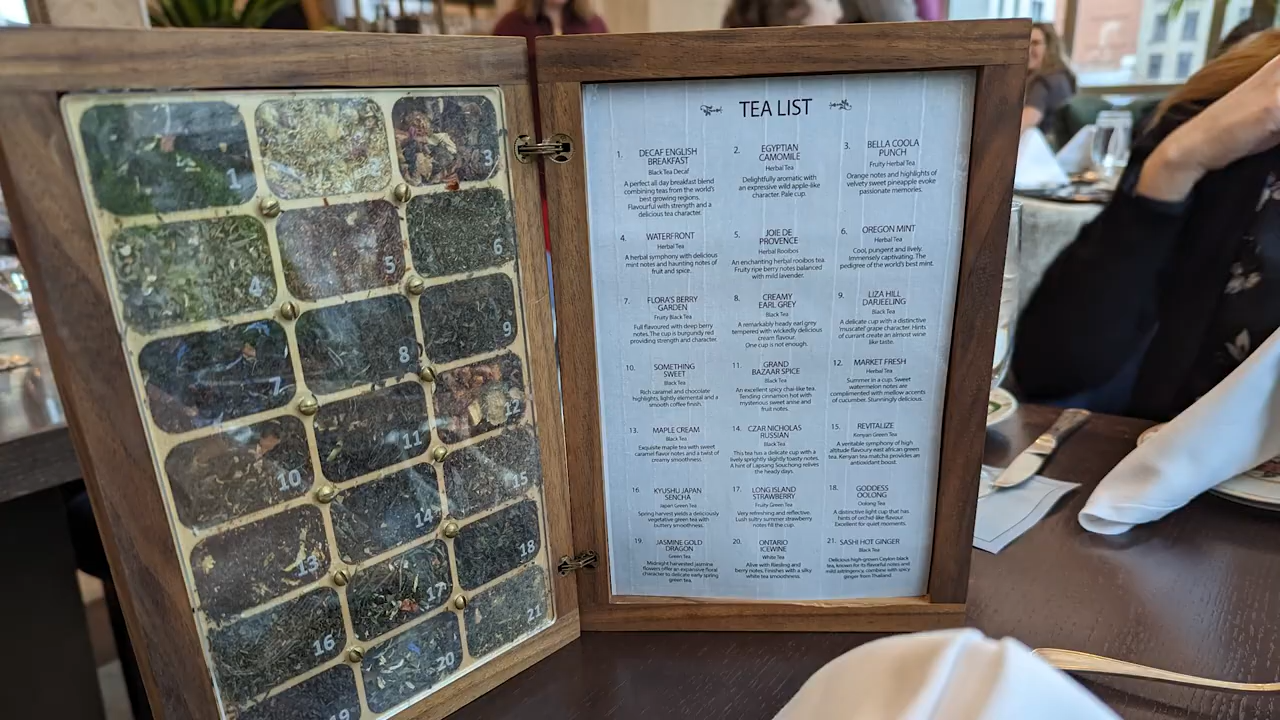 1
3
4
5
6
7
8
9
10
11
13
14
15
16
17
18
19
20
21
TEA LIST
1. DECAF ENGLISH
BREAKFAST
Black Tea Decaf
A perfect all day breakfast blend
combining teas from the world's
best growing regions.
Flavourful with strength and a
delicious tea character.
2. EGYPTIAN
CAMOMILE
Herbal Tea
Delightfully aromatic with
an expressive wild apple-like
character. Pale cup.
3. BELLA COOLA
PUNCH
Fruity Herbal Tea
Orange notes and highlights of
velvety sweet pineapple evoke
passionate memories.
4. WATERFRONT
Herbal Tea
A herbal symphony with delicious
mint notes and haunting notes of
fruit and spice.
5. JOIE DE
PROVENCE
Herbal Rooibos
An enchanting herbal rooibos tea.
Fruity ripe berry notes balanced
with mild lavender.
6. OREGON MINT
Herbal Tea
Cool, pungent and lively.
Immensely captivating. The
pedigree of the world's best mint.
7. FLORA'S BERRY
GARDEN
Fruity Black Tea
Full flavoured with deep berry
notes. The cup is burgundy red
providing strength and character.
8. CREAMY
EARL GREY
Black Tea
A remarkably heady earl grey
tempered with wickedly delicious
cream flavour.
One cup is not enough.
9. LIZA HILL
DARJEELING
Black Tea
A delicate cup with a distinctive
'muscatel' grape character. Hints
of currant create an almost wine
like taste.
10. SOMETHING
SWEET
Black Tea
Rich caramel and chocolate
highlights, lightly elemental and a
smooth coffee finish.
11. GRAND
BAZAAR SPICE
Black Tea
An excellent spicy chai-like tea.
Tending cinnamon hot with
mysterious sweet anise and
fruit notes.
12. MARKET FRESH
Herbal Tea
Summer in a cup. Sweet
watermelon notes are
complimented with mellow accents
of cucumber. Stunningly delicious.
13. MAPLE CREAM
Black Tea
Exquisite maple tea with sweet
caramel flavor notes and a twist of
creamy smoothness.
14. CZAR NICHOLAS
RUSSIAN
Black Tea
This tea has a delicate cup with a
lively sprightly slightly toasty notes.
A hint of Lapsang Souchong relives
the heady days.
15. REVITALIZE
Kenyan Green Tea
A veritable symphony of high
altitude flavoury east african green
tea. Kenyan tea matcha provides an
antioxidant boost.
16. KYUSHU JAPAN
SENCHA
Japan Green Tea
Spring harvest yields a deliciously
vegetative green tea with
buttery smoothness.
17. LONG ISLAND
STRAWBERRY
Fruity Green Tea
Very refreshing and reflective.
Lush sultry summer strawberry
notes fill the cup.
18. GODDESS
OOLONG
Oolong Tea
A distinctive light cup that has
hints of orchid-like flavour.
Excellent for quiet moments.
19. JASMINE GOLD
DRAGON
Green Tea
Midnight harvested jasmine
flowers offer an expansive floral
character to delicate early spring
green tea.
20. ONTARIO
ICEWINE
White Tea
Alive with Riesling and
berry notes. Finishes with a silky
white tea smoothness.
21. SASHI HOT GINGER
Black Tea
Delicious high-grown Ceylon black
tea, known for its flavorful notes and
mild astringency, combine with spicy
ginger from Thailand